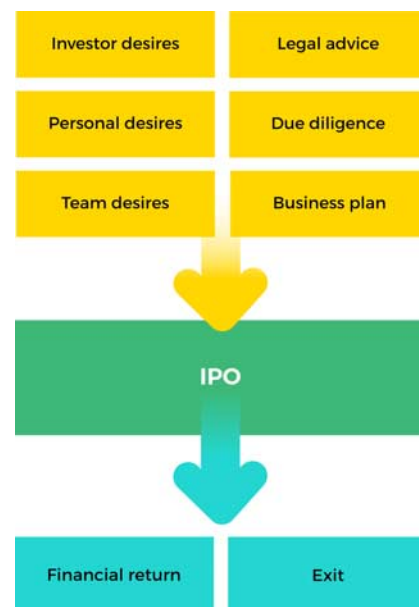 Investor desires
Legal advice
Personal desires
Due diligence
Team desires
Business plan
IPO
Financial return
Exit